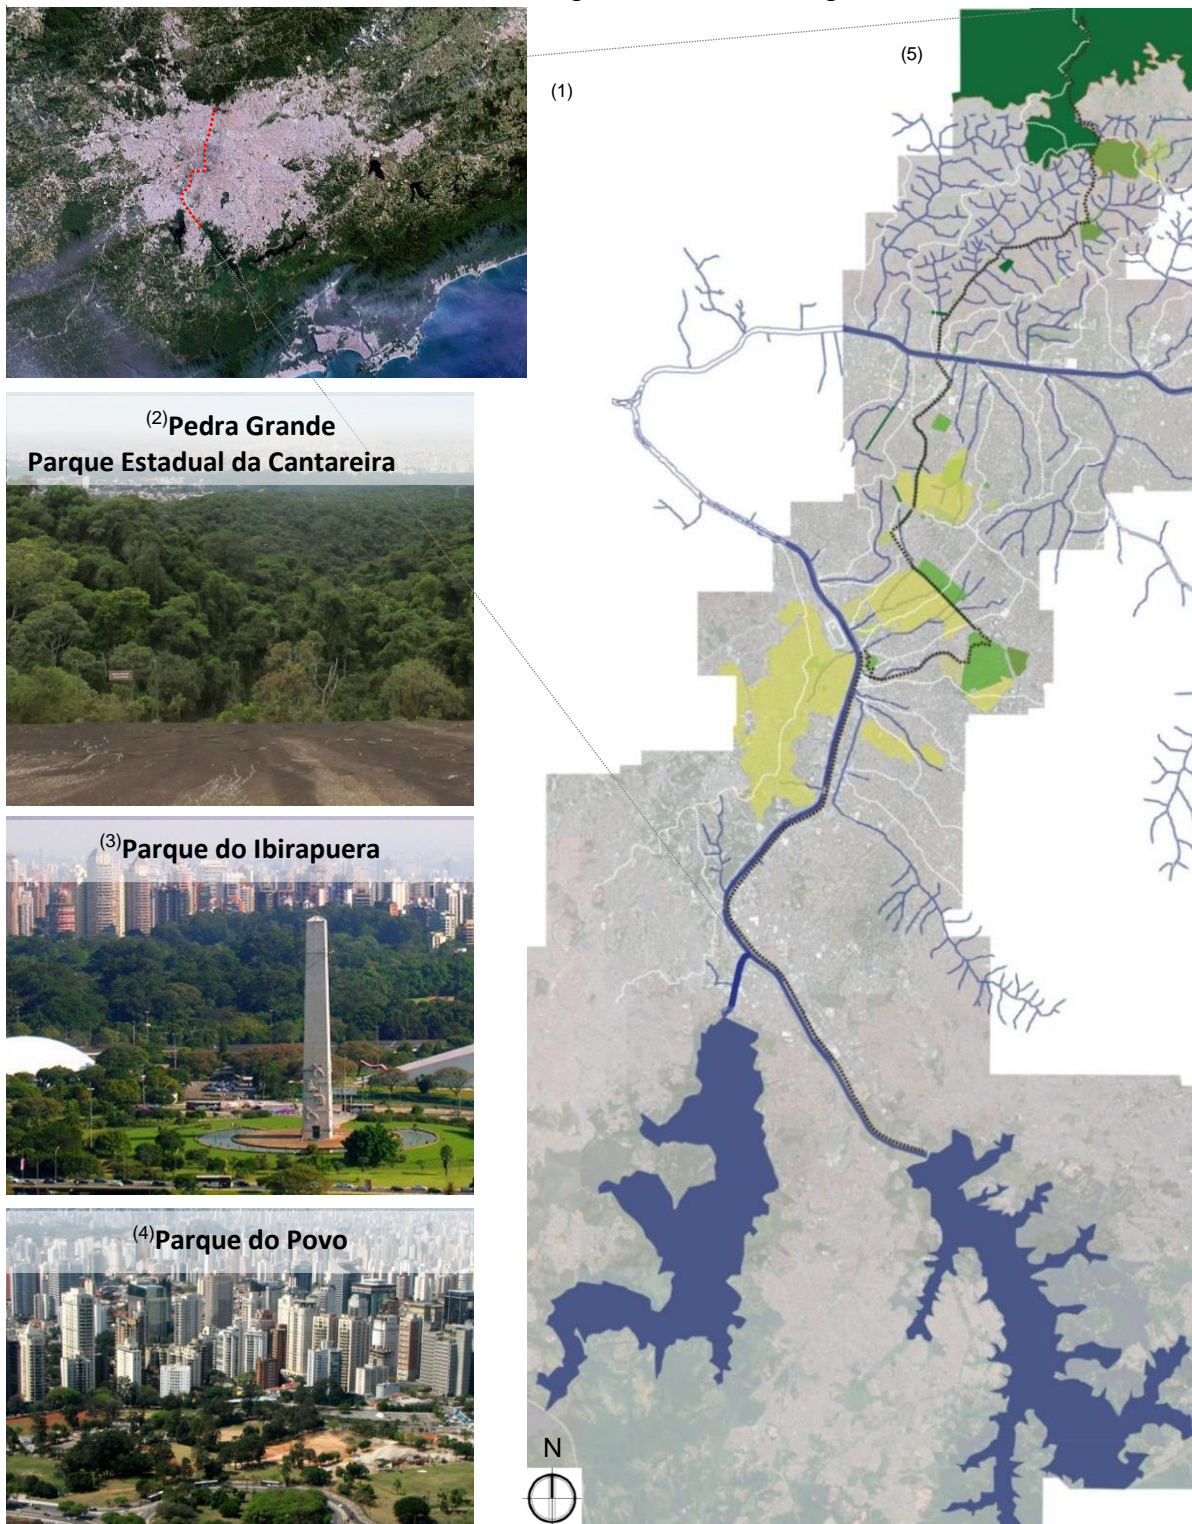 (1)
(5)
(2)Pedra Grande
Parque Estadual da Cantareira
(3)Parque do Ibirapuera
(4)Parque do Povo
N